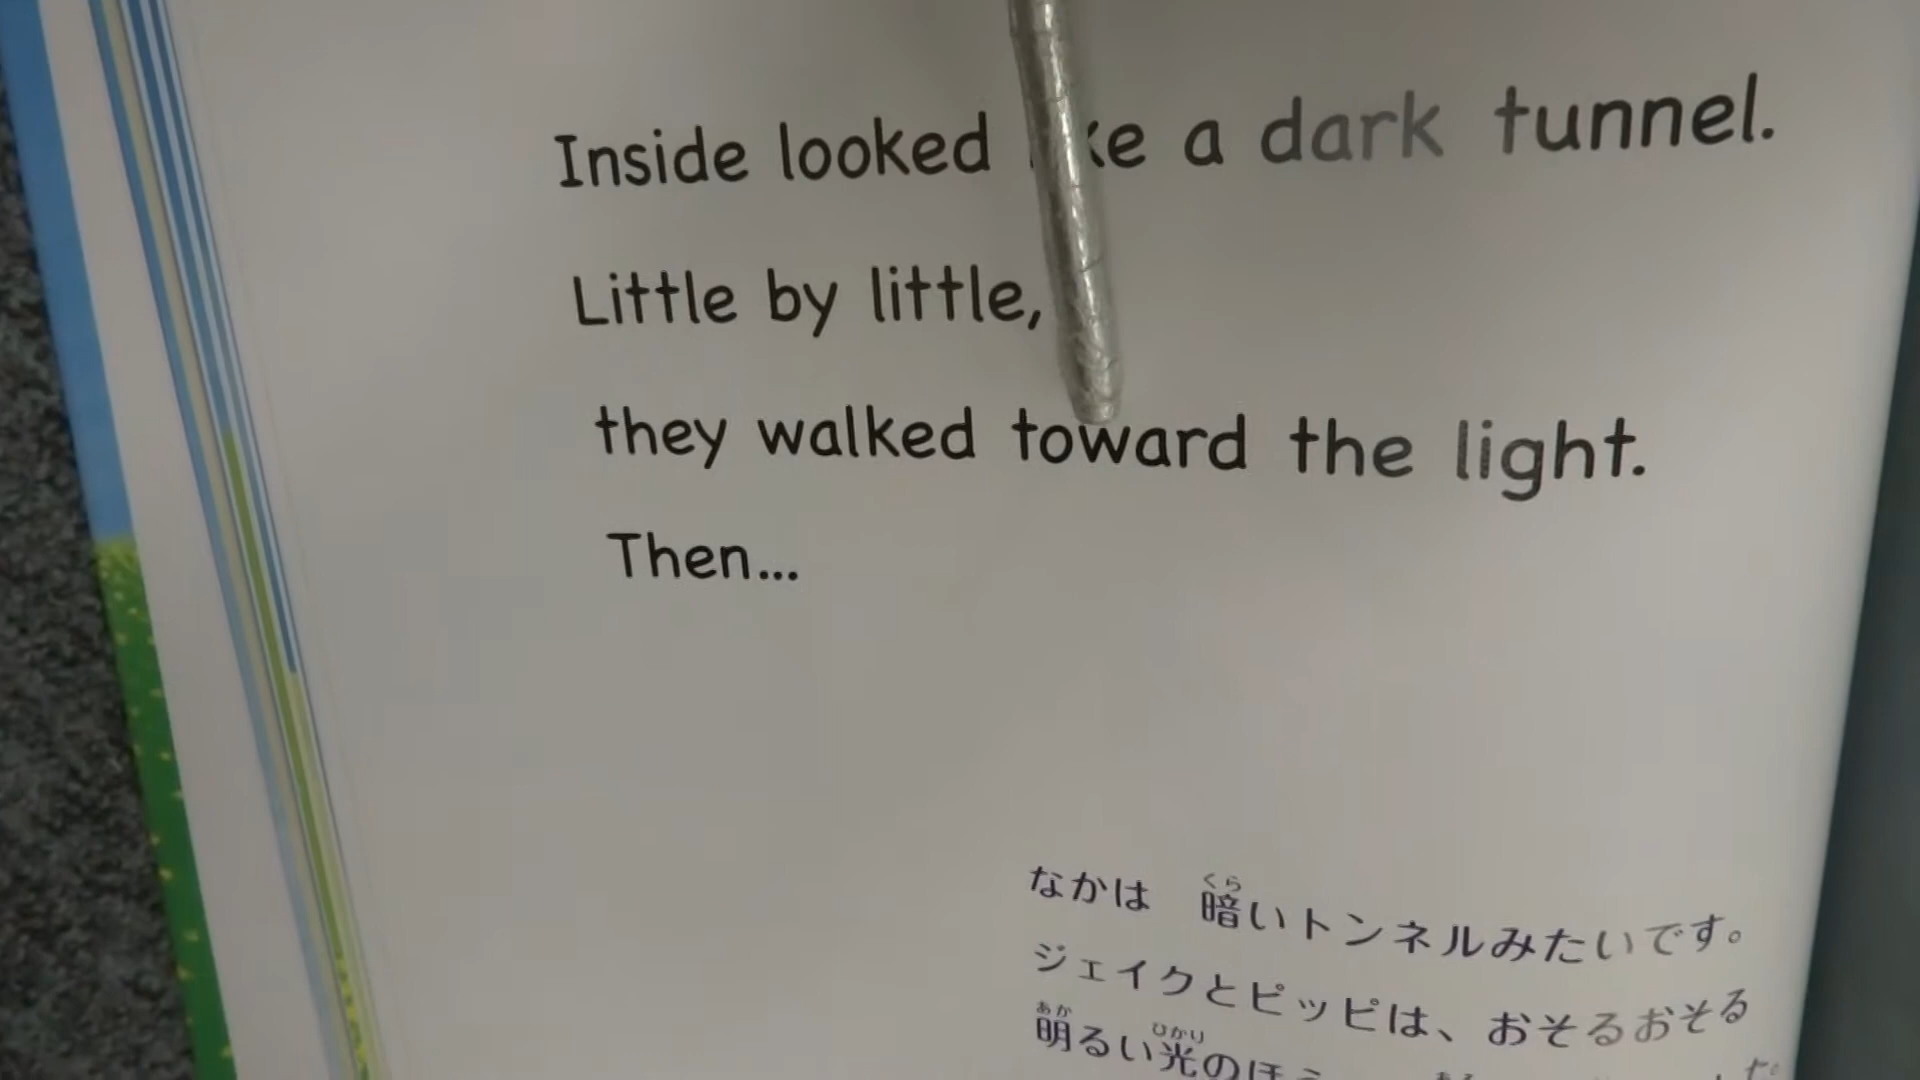 Inside looked a dark tunnel.
Little by little,
they walked toward the light.
Then...
なかは 暗いトンネルみたいです。
ジェイクとピッピは、おそるおそる
明るい光のほ